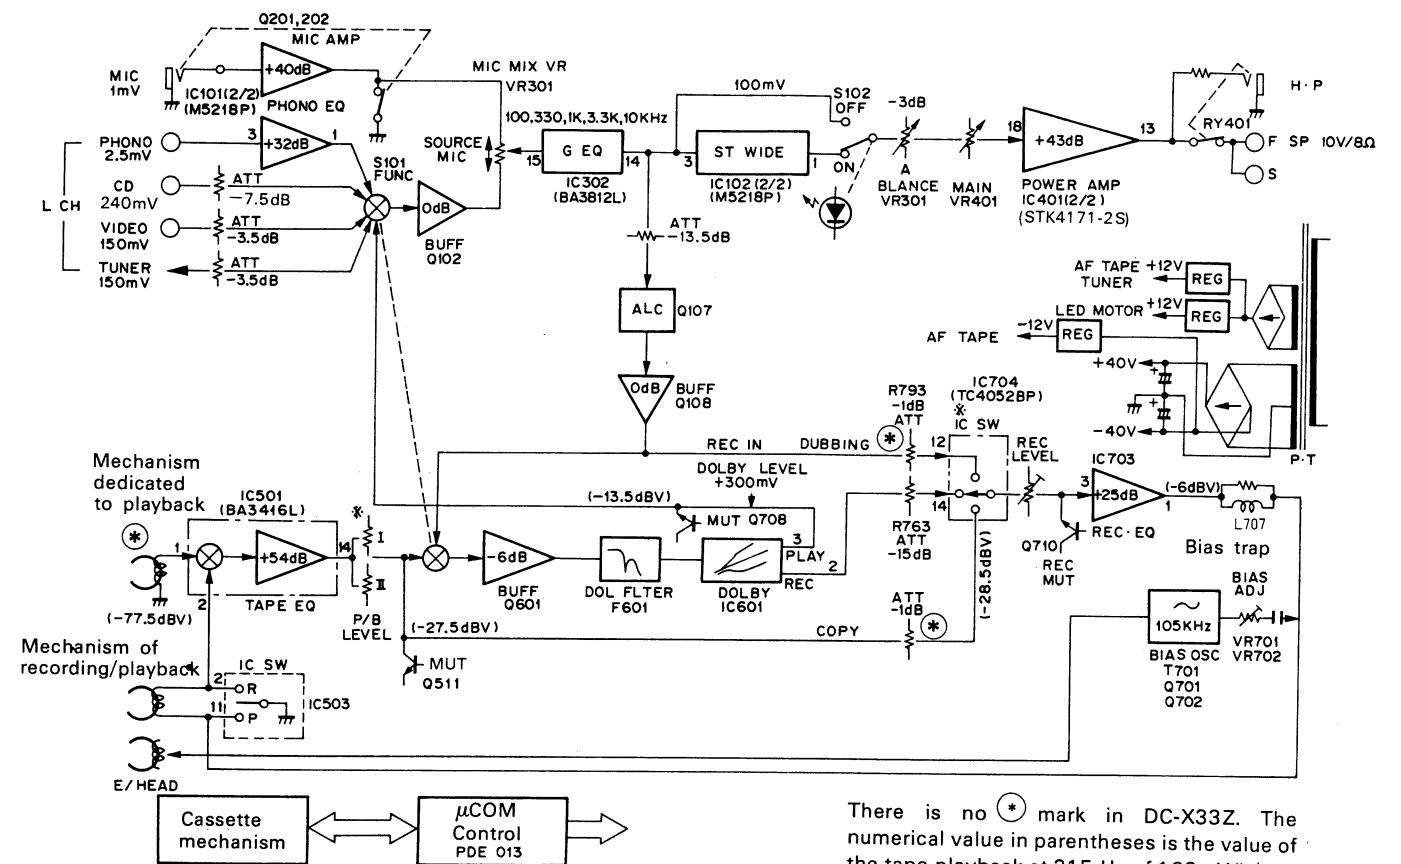 Q201,202
MIC AMP
MIC
1mV
+40dB
IC101(2/2)
(M5218P)
PHONO EQ
MIC MIX VR
VR301
PHONO
2.5mV
3
+32dB
1
L CH
CD
240mV
ATT
-7.5dB
VIDEO
150mV
ATT
-3.5dB
TUNER
150mV
ATT
-3.5dB
S101
FUNC
0dB
BUFF
Q102
SOURCE
MIC
100,330,1K,3.3K,10KHz
15
G EQ
14
IC302
(BA3812L)
100mV
3
ST WIDE
1
IC102(2/2)
(M5218P)
S102
OFF
ON
-3dB
A
BLANCE
VR301
MAIN
VR401
18
+43dB
13
POWER AMP
IC401(2/2)
(STK4171-2S)
H·P
RY401
F SP 10V/8Ω
S
ATT
-13.5dB
ALC
Q107
0dB
BUFF
Q108
AF TAPE +12V
TUNER
REG
LED MOTOR +12V
REG
AF TAPE
-12V
REG
+40V
+
+
-40V
P·T
R793
-1dB
ATT
IC704
(TC4052BP)
※
IC SW
REC IN
DUBBING
*
12
REC
LEVEL
DOLBY LEVEL
+300mV
(-13.5dBV)
MUT Q708
14
R763
ATT
-15dB
IC703
3
+25dB
1
(-6dBV)
REC·EQ
L707
Bias trap
Q710
REC
MUT
Mechanism
dedicated
to playback
*
IC501
(BA3416L)
1
+54dB
14
2
TAPE EQ
(-77.5dBV)
※
I
II
P/B
LEVEL
-6dB
BUFF
Q601
DOL FLTER
F601
DOLBY
IC601
3
PLAY
2
REC
ATT
-1dB
*
(-28.5dBV)
(-27.5dBV)
COPY
MUT
Q511
BIAS
ADJ
105KHz
VR701
VR702
BIAS OSC
T701
Q701
Q702
Mechanism of
recording/playback
IC SW
2
R
11
P
IC503
E/HEAD
Cassette
mechanism
μCOM
Control
PDE 013
There is no * mark in DC-X33Z. The
numerical value in parentheses is the value of